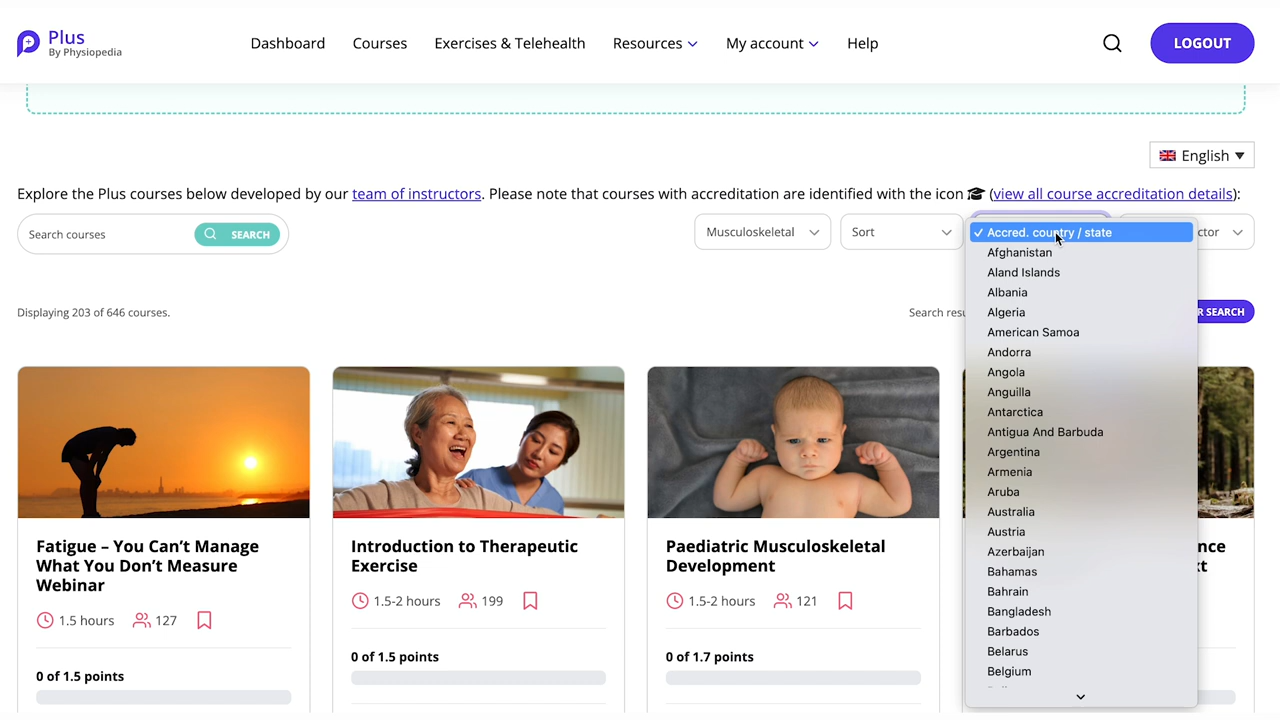 Plus
By Physiopedia
Dashboard
Courses
Exercises & Telehealth
Resources
My account
Help
LOGOUT
English
Explore the Plus courses below developed by our team of instructors. Please note that courses with accreditation are identified with the icon (view all course accreditation details):
Search courses
SEARCH
Musculoskeletal
Sort
✓ Accred. country / state
ctor
Afghanistan
Aland Islands
Albania
Algeria
American Samoa
Andorra
Angola
Anguilla
Antarctica
Antigua And Barbuda
Argentina
Armenia
Aruba
Australia
Austria
Azerbaijan
Bahamas
Bahrain
Bangladesh
Barbados
Belarus
Belgium
Displaying 203 of 646 courses.
Search resu
R SEARCH
Fatigue – You Can’t Manage
What You Don’t Measure
Webinar
1.5 hours
127
0 of 1.5 points
Introduction to Therapeutic
Exercise
1.5-2 hours
199
0 of 1.5 points
Paediatric Musculoskeletal
Development
1.5-2 hours
121
0 of 1.7 points
nce
xt